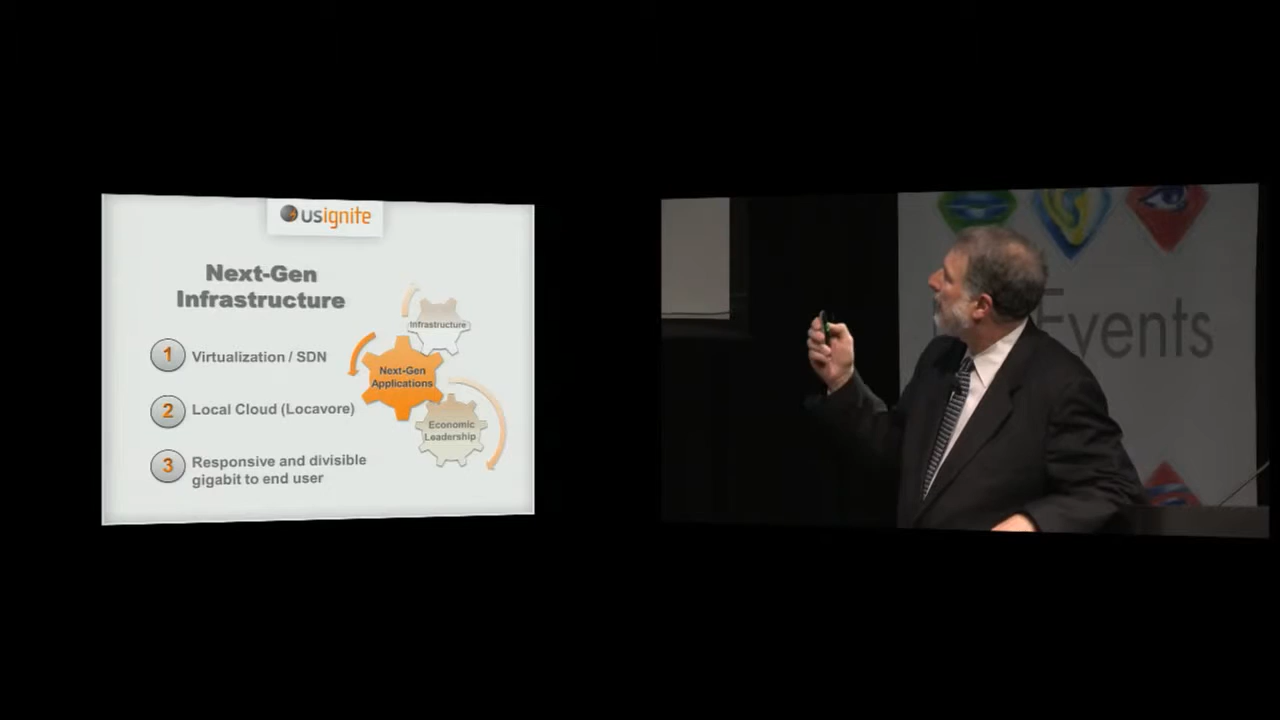 usignite
Next-Gen
Infrastructure
1 Virtualization / SDN
2 Local Cloud (Locavore)
3 Responsive and divisible
gigabit to end user
Infrastructure
Next-Gen
Applications
Economic
Leadership
Events